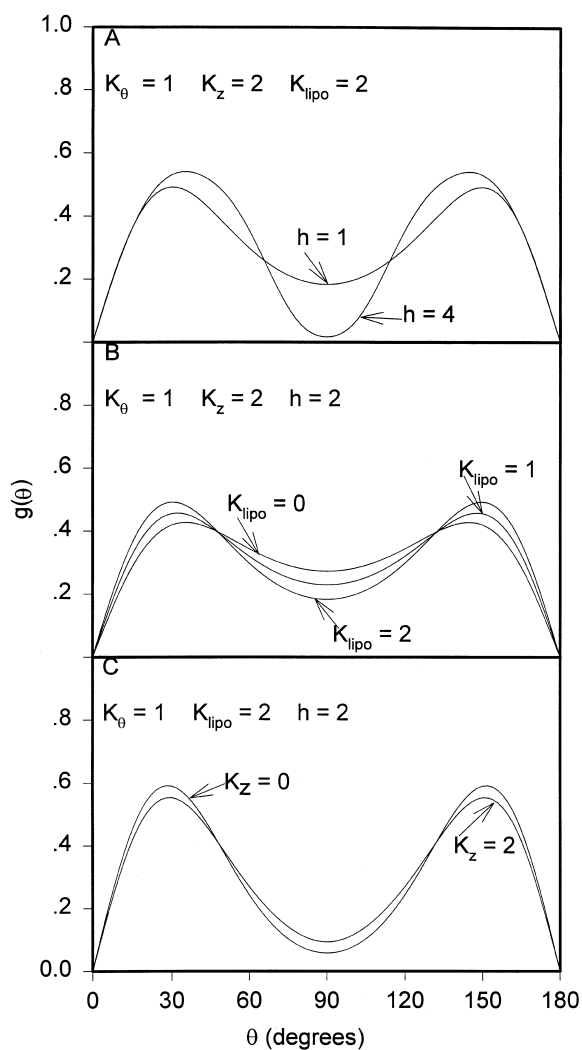 1.0
A
.8
Kθ = 1 Kz = 2 Klipo = 2
.6
.4
h = 1
.2
h = 4
B
.8
Kθ = 1 Kz = 2 h = 2
.6
Klipo = 1
Klipo = 0
g(θ)
.4
.2
Klipo = 2
C
Kθ = 1 Klipo = 2 h = 2
.8
Kz = 0
.6
.4
Kz = 2
.2
0.0
0 30 60 90 120 150 180
θ (degrees)